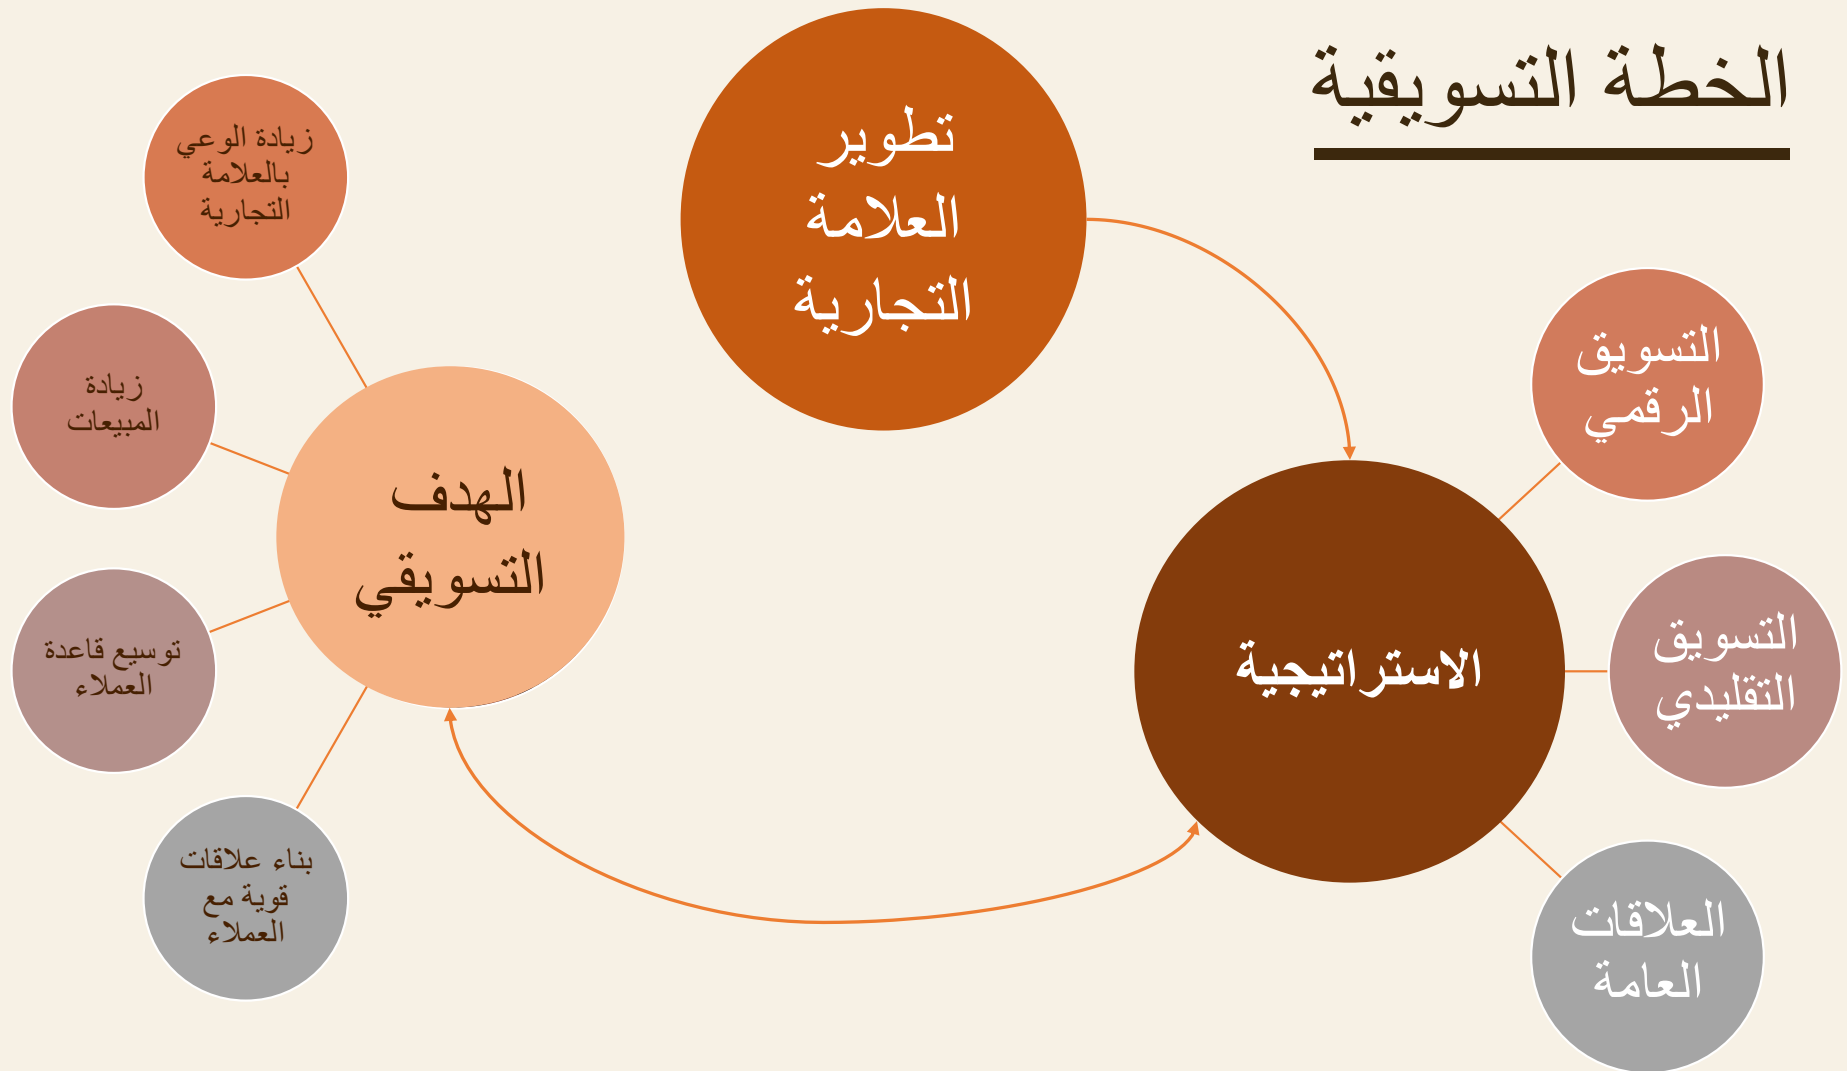 الخطة التسويقية
تطوير
العلامة
التجارية
التسويق
الرقمي
التسويق
التقليدي
العلاقات
العامة
الاستراتيجية
الهدف
التسويقي
زيادة الوعي
بالعلامة
التجارية
زيادة
المبيعات
توسيع قاعدة
العملاء
بناء علاقات
قوية مع
العملاء